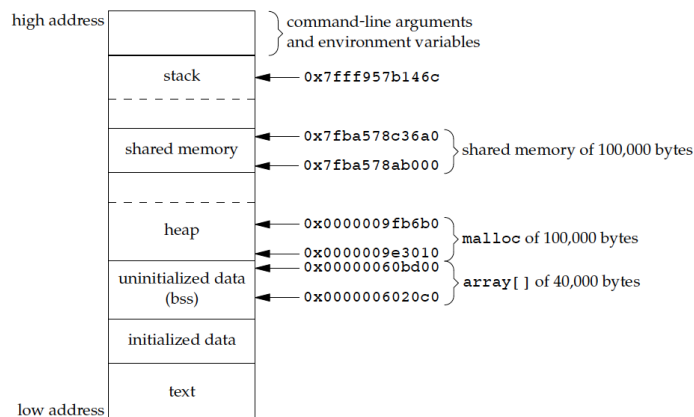 high address
command-line arguments
and environment variables
stack
0x7fff957b146c
0x7fba578c36a0
shared memory
shared memory of 100,000 bytes
0x7fba578ab000
0x0000009fb6b0
heap
malloc of 100,000 bytes
0x0000009e3010
0x00000060bd00
uninitialized data
(bss)
array[] of 40,000 bytes
0x0000006020c0
initialized data
text
low address